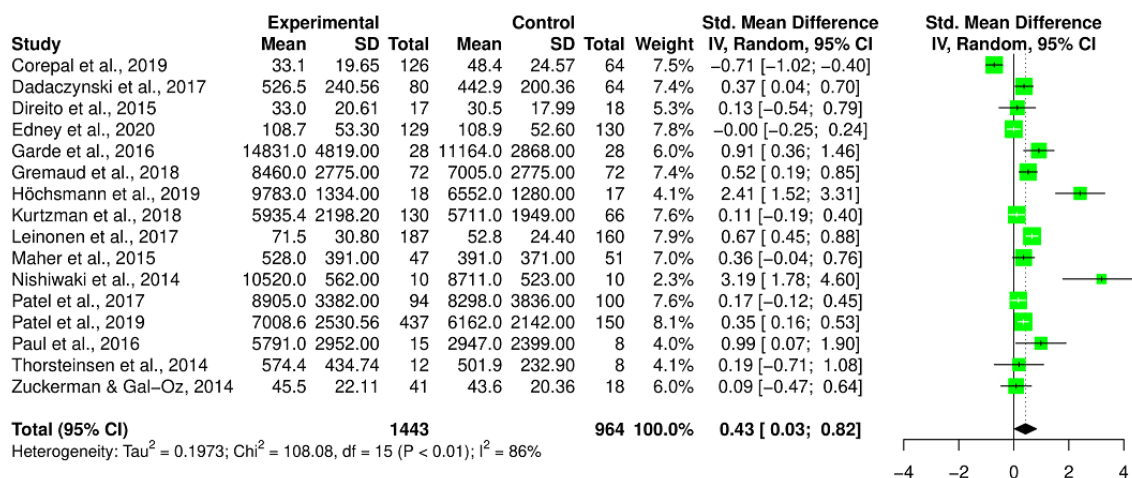 Experimental Control Std. Mean Difference Std. Mean Difference
Study Mean SD Total Mean SD Total Weight IV, Random, 95% CI IV, Random, 95% CI
Corepal et al., 2019 33.1 19.65 126 48.4 24.57 64 7.5% −0.71 [−1.02; −0.40]
Dadaczynski et al., 2017 526.5 240.56 80 442.9 200.36 64 7.4% 0.37 [ 0.04; 0.70]
Direito et al., 2015 33.0 20.61 17 30.5 17.99 18 5.3% 0.13 [−0.54; 0.79]
Edney et al., 2020 108.7 53.30 129 108.9 52.60 130 7.8% −0.00 [−0.25; 0.24]
Garde et al., 2016 14831.0 4819.00 28 11164.0 2868.00 28 6.0% 0.91 [ 0.36; 1.46]
Gremaud et al., 2018 8460.0 2775.00 72 7005.0 2775.00 72 7.4% 0.52 [ 0.19; 0.85]
Höchsmann et al., 2019 9783.0 1334.00 18 6552.0 1280.00 17 4.1% 2.41 [ 1.52; 3.31]
Kurtzman et al., 2018 5935.4 2198.20 130 5711.0 1949.00 66 7.6% 0.11 [−0.19; 0.40]
Leinonen et al., 2017 71.5 30.80 187 52.8 24.40 160 7.9% 0.67 [ 0.45; 0.88]
Maher et al., 2015 528.0 391.00 47 391.0 371.00 51 7.1% 0.36 [−0.04; 0.76]
Nishiwaki et al., 2014 10520.0 562.00 10 8711.0 523.00 10 2.3% 3.19 [ 1.78; 4.60]
Patel et al., 2017 8905.0 3382.00 94 8298.0 3836.00 100 7.6% 0.17 [−0.12; 0.45]
Patel et al., 2019 7008.6 2530.56 437 6162.0 2142.00 150 8.1% 0.35 [ 0.16; 0.53]
Paul et al., 2016 5791.0 2952.00 15 2947.0 2399.00 8 4.0% 0.99 [ 0.07; 1.90]
Thorsteinsen et al., 2014 574.4 434.74 12 501.9 232.90 8 4.1% 0.19 [−0.71; 1.08]
Zuckerman & Gal−Oz, 2014 45.5 22.11 41 43.6 20.36 18 6.0% 0.09 [−0.47; 0.64]
Total (95% CI) 1443 964 100.0% 0.43 [ 0.03; 0.82]
Heterogeneity: Tau² = 0.1973; Chi² = 108.08, df = 15 (P < 0.01); I² = 86%
−4 −2 0 2 4